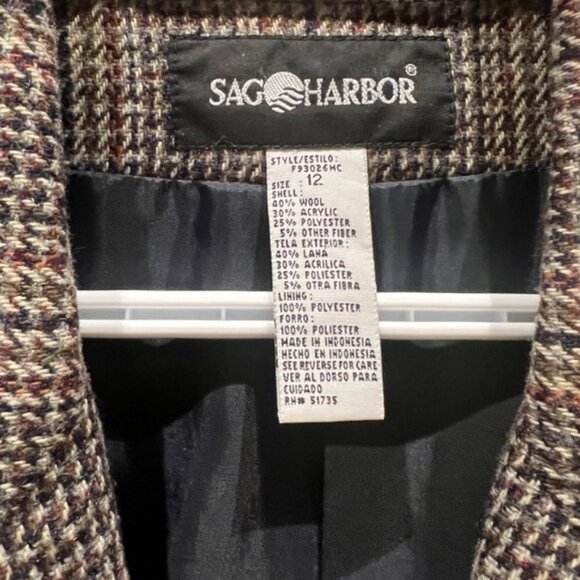 SAG HARBOR®
STYLE/ESTILO:
F93026HC
SIZE : 12
SHELL:
40% WOOL
30% ACRYLIC
25% POLYESTER
5% OTHER FIBER
TELA EXTERIOR:
40% LANA
30% ACRILICA
25% POLIESTER
5% OTRA FIBRA
LINING:
100% POLYESTER
FORRO:
100% POLIESTER
MADE IN INDONESIA
HECHO EN INDONESIA
SEE REVERSE FOR CARE
VER AL DORSO PARA
CUIDADO
RN# 51735